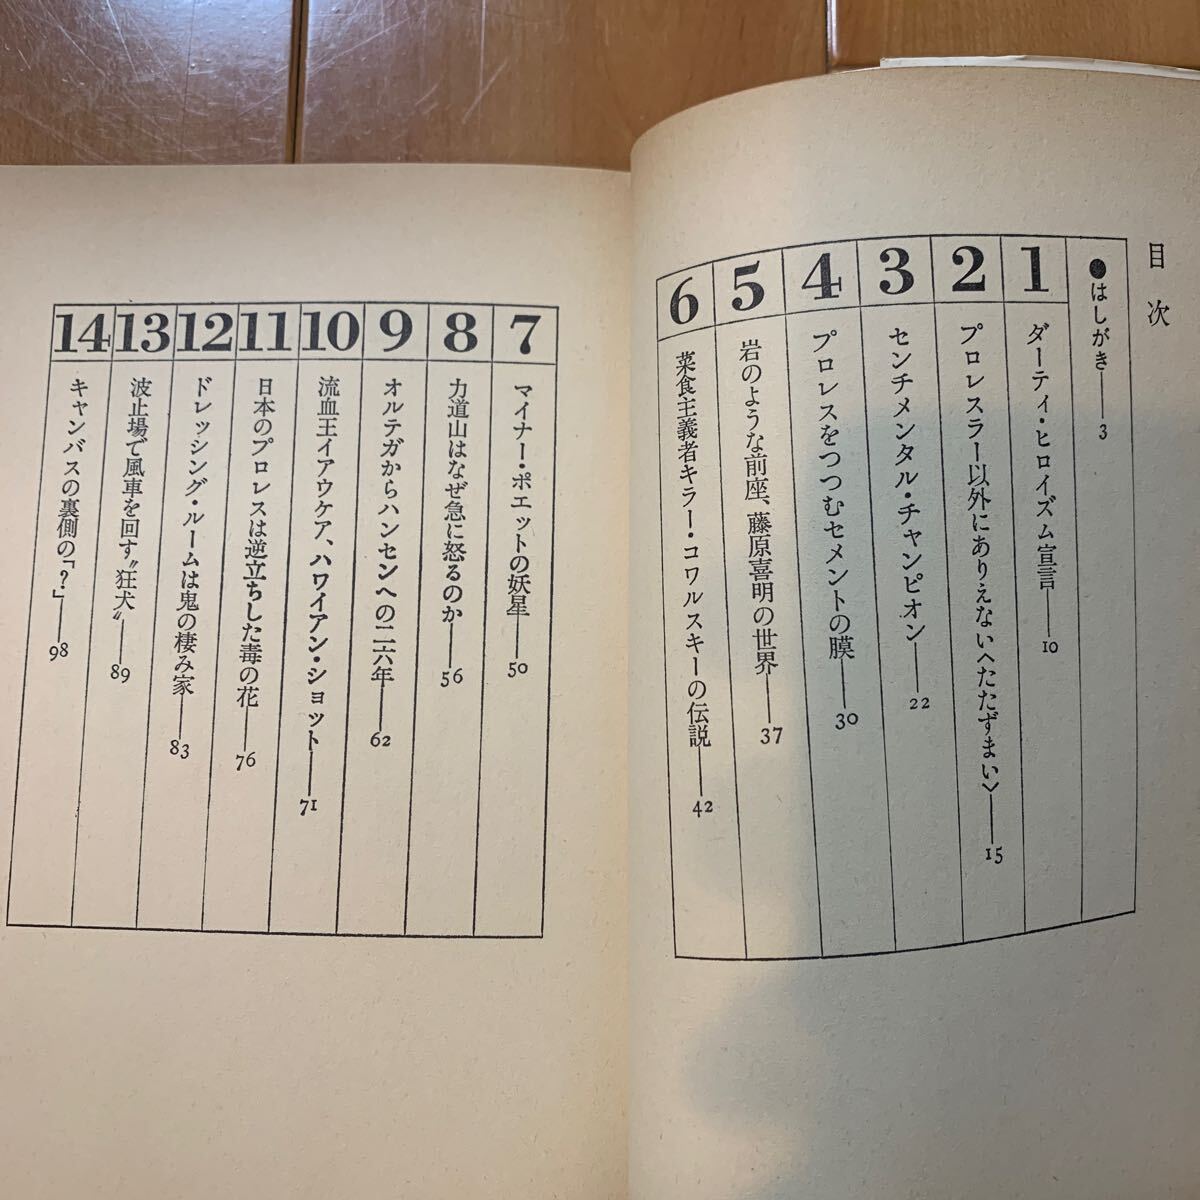 目次
●はしがき——3
1 ダーティ・ヒロイズム宣言——10
2 プロレスラー以外にありえない〈たたずまい〉——15
3 センチメンタル・チャンピオン——22
4 プロレスをつつむセメントの膜——30
5 岩のような前座、藤原喜明の世界——37
6 菜食主義者キラー・コワルスキーの伝説——42
7 マイナー・ポエットの妖星——50
8 力道山はなぜ急に怒るのか——56
9 オルテガからハンセンへの二六年——62
10 流血王イアウケア、ハワイアン・ショット——71
11 日本のプロレスは逆立ちした毒の花——76
12 ドレッシング・ルームは鬼の棲み家——83
13 波止場で風車を回す〝狂犬〟——89
14 キャンバスの裏側の「?」——98